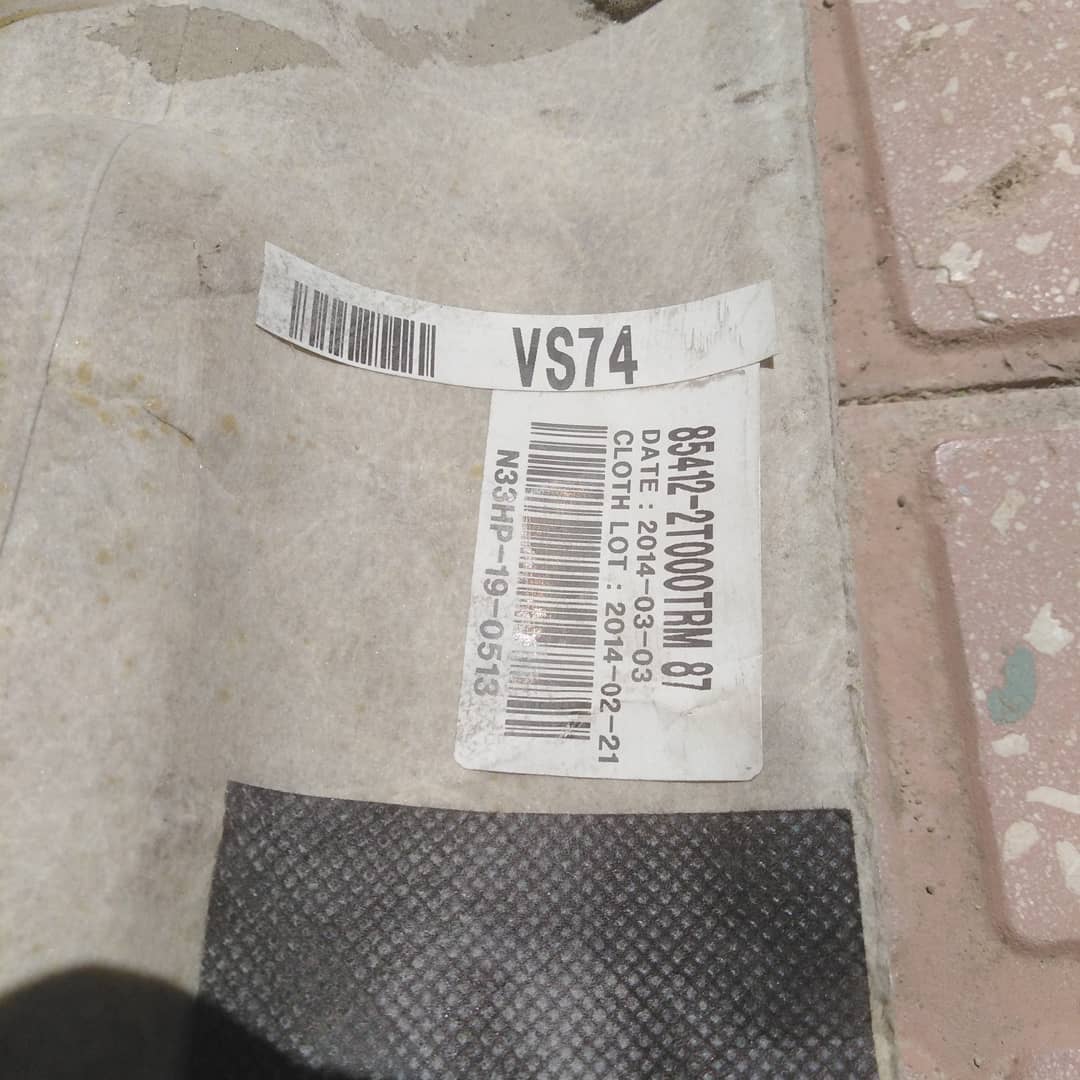 VS74
85412-2T000TRM 87
DATE : 2014-03-03
CLOTH LOT : 2014-02-21
N33HP-19-0513